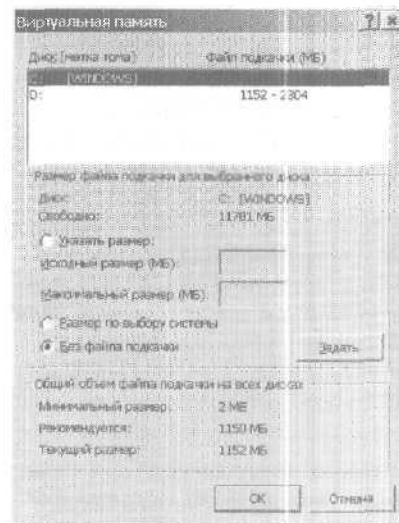 Виртуальная память
Диск [метка тома] Файл подкачки (МБ)
C: [WINDOWS]
D: 1152 - 2304
Размер файла подкачки для выбранного диска
Диск: C: [WINDOWS]
Свободно: 11781 МБ
Указать размер:
Исходный размер (МБ):
Максимальный размер (МБ):
Размер по выбору системы
Без файла подкачки Задать
Общий объем файла подкачки на всех дисках
Минимальный размер: 2 МБ
Рекомендуется: 1150 МБ
Текущий размер: 1152 МБ
ОК Отмена